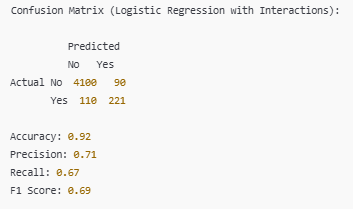 Confusion Matrix (Logistic Regression with Interactions):
Predicted
No Yes
Actual No 4100 90
Yes 110 221
Accuracy: 0.92
Precision: 0.71
Recall: 0.67
F1 Score: 0.69